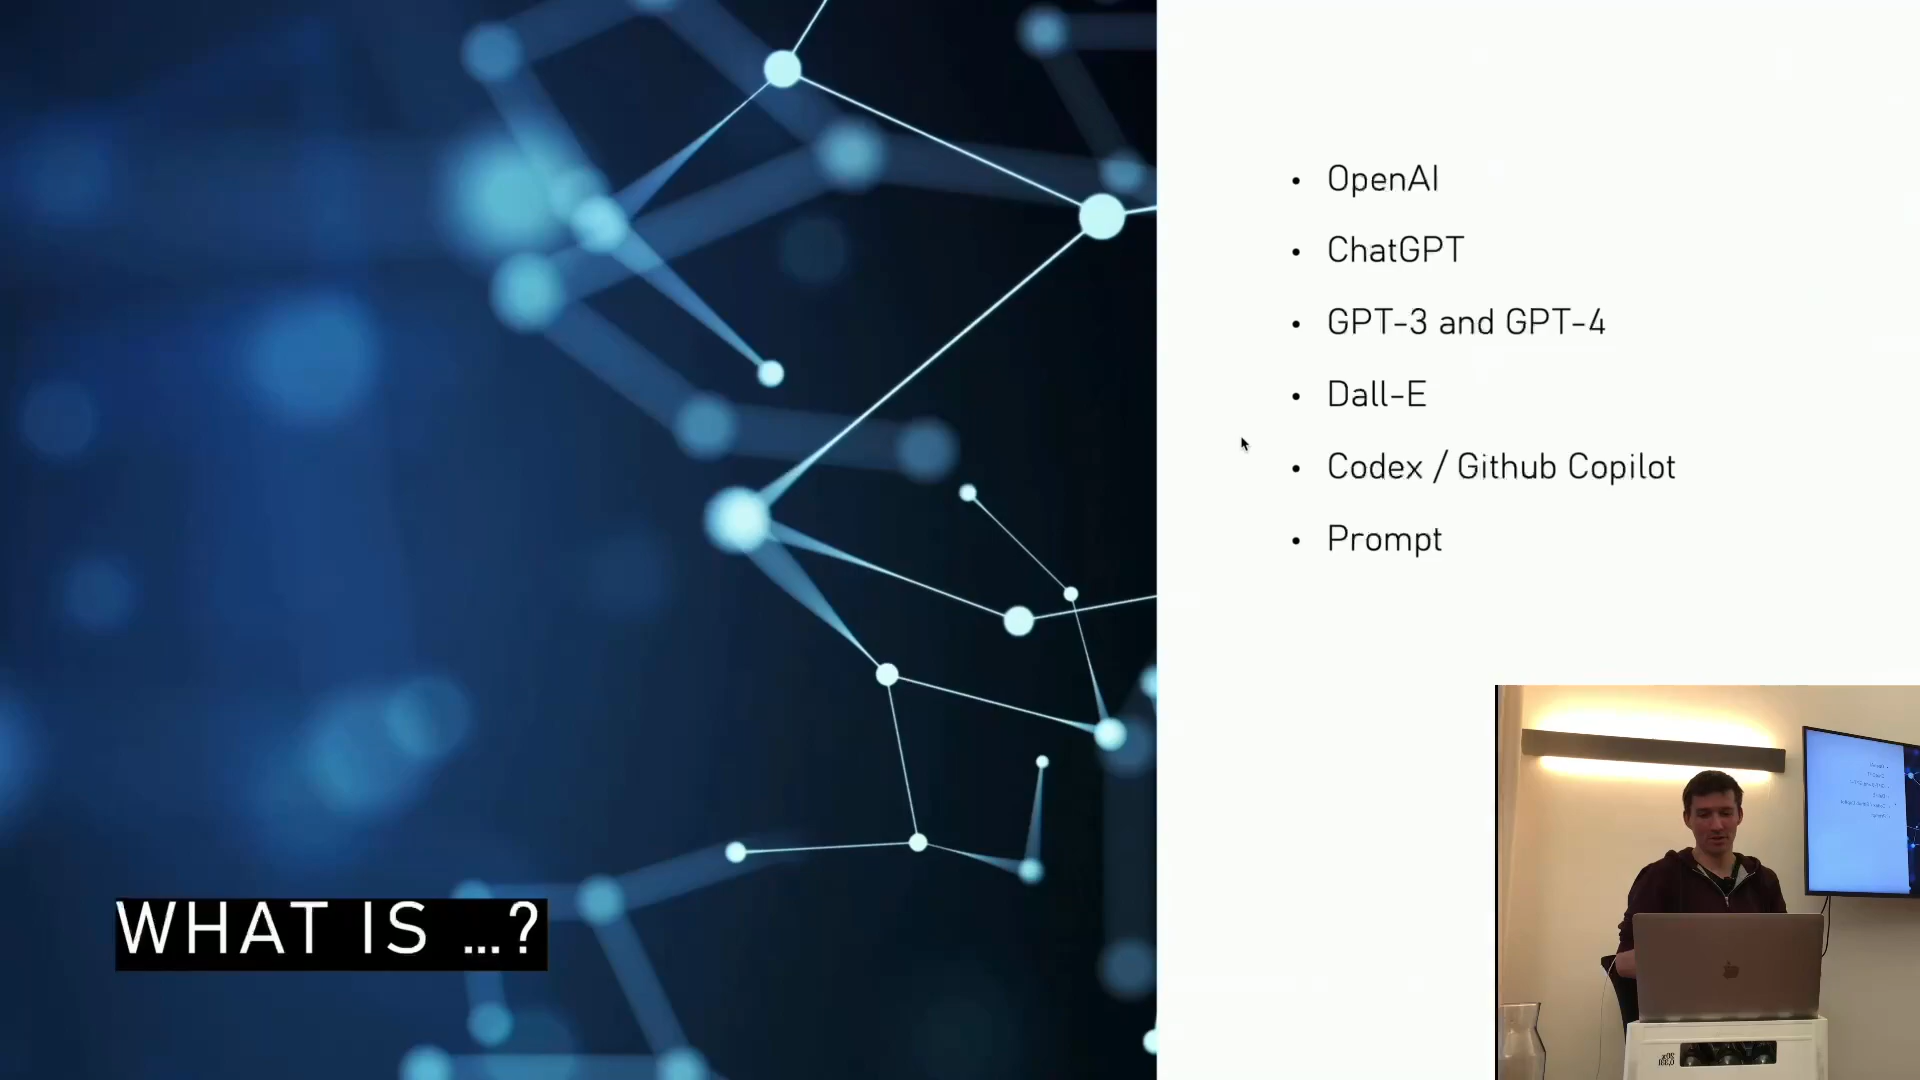 OpenAI
ChatGPT
GPT-3 and GPT-4
Dall-E
Codex / Github Copilot
Prompt
WHAT IS ...?